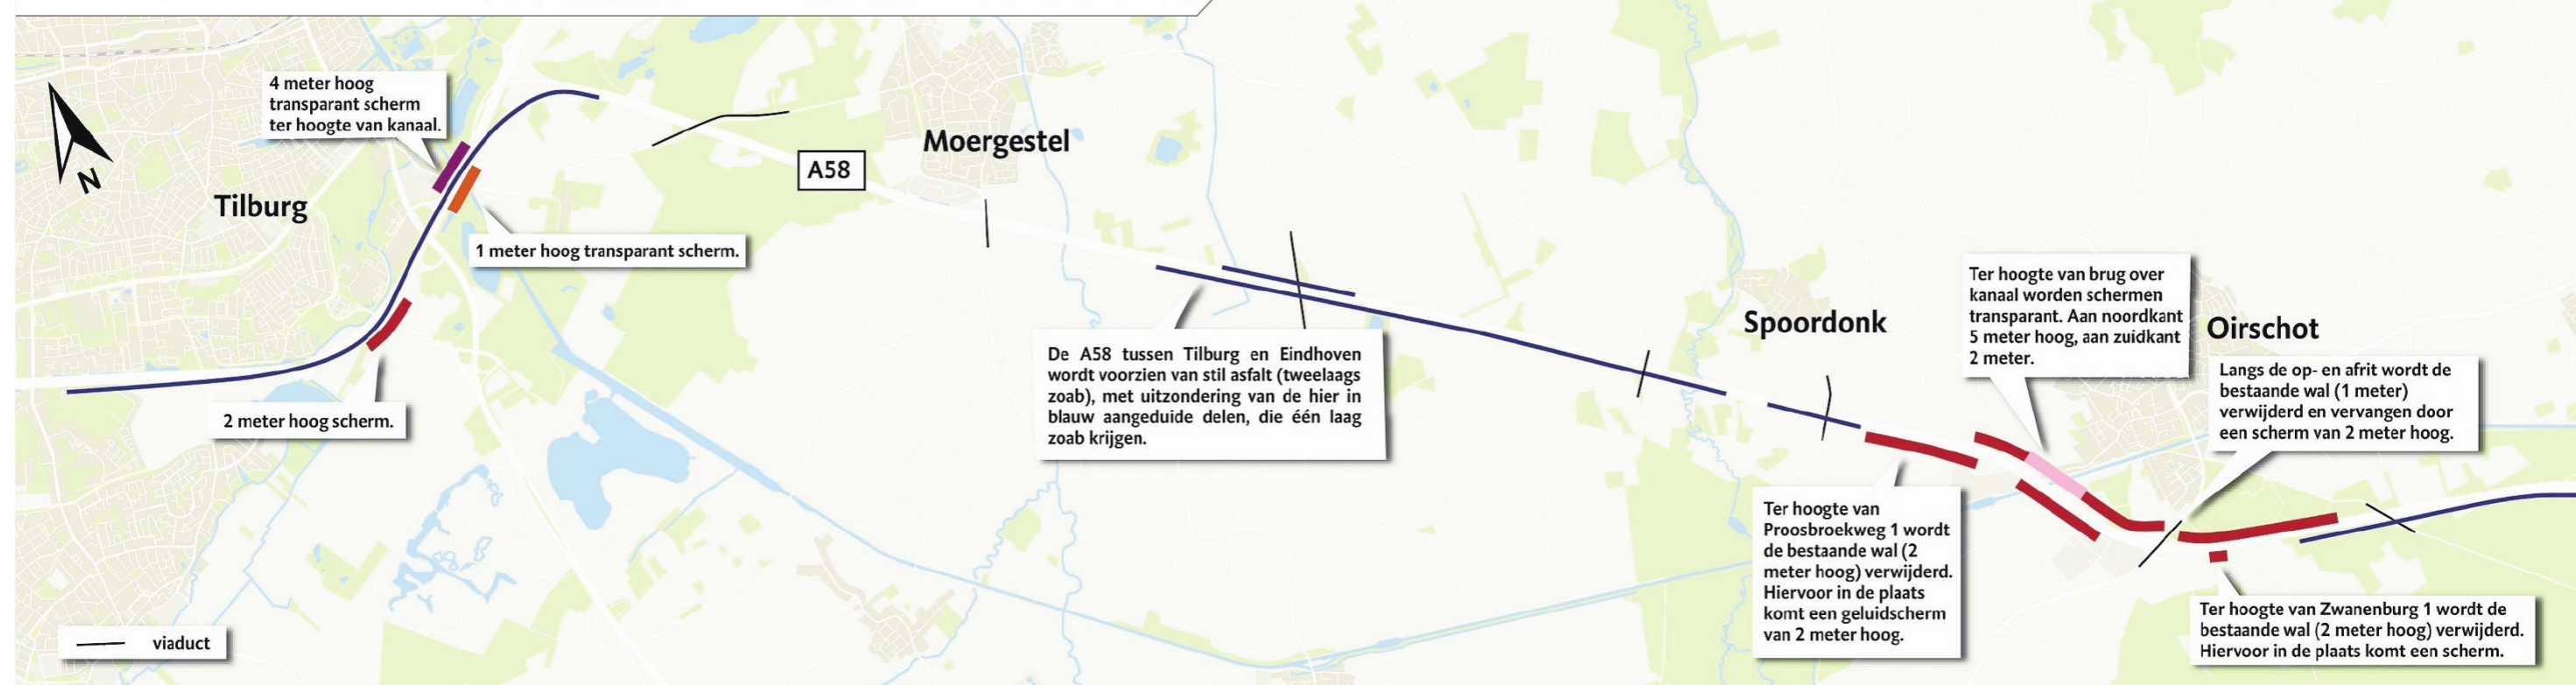 4 meter hoog
transparant scherm
ter hoogte van kanaal.
N
Tilburg
1 meter hoog transparant scherm.
2 meter hoog scherm.
viaduct
A58
Moergestel
De A58 tussen Tilburg en Eindhoven
wordt voorzien van stil asfalt (tweelaags
zoab), met uitzondering van de hier in
blauw aangeduide delen, die één laag
zoab krijgen.
Spoordonk
Ter hoogte van
Proosbroekweg 1 wordt
de bestaande wal (2
meter hoog) verwijderd.
Hiervoor in de plaats
komt een geluidscherm
van 2 meter hoog.
Ter hoogte van brug over
kanaal worden schermen
transparant. Aan noordkant
5 meter hoog, aan zuidkant
2 meter.
Oirschot
Langs de op- en afrit wordt de
bestaande wal (1 meter)
verwijderd en vervangen door
een scherm van 2 meter hoog.
Ter hoogte van Zwanenburg 1 wordt de
bestaande wal (2 meter hoog) verwijderd.
Hiervoor in de plaats komt een scherm.